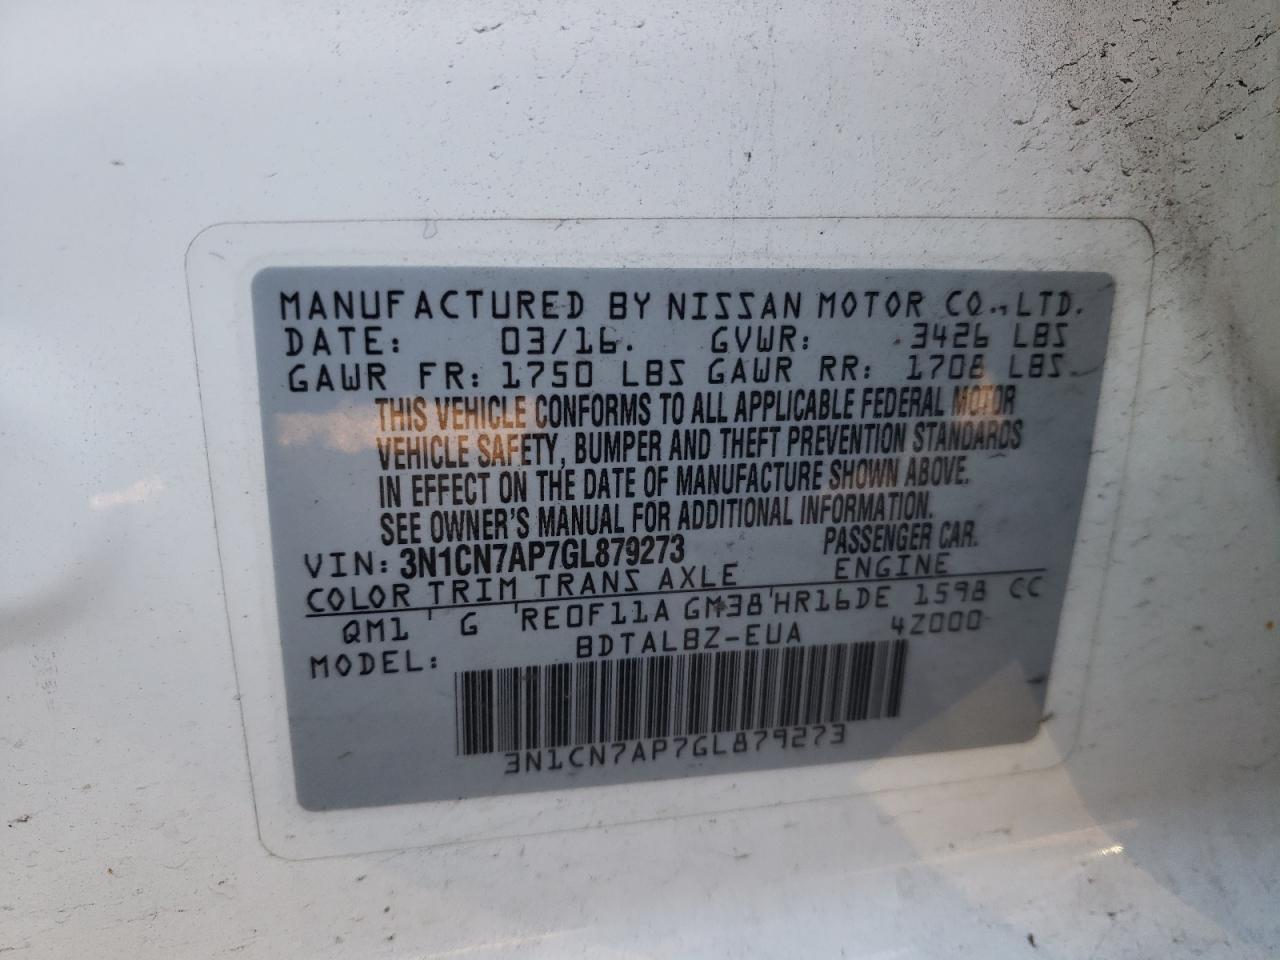 MANUFACTURED BY NISSAN MOTOR CO., LTD.
DATE: 03/16. GVWR: 3426 LBS
GAWR FR: 1750 LBS GAWR RR: 1708 LBS
THIS VEHICLE CONFORMS TO ALL APPLICABLE FEDERAL MOTOR
VEHICLE SAFETY, BUMPER AND THEFT PREVENTION STANDARDS
IN EFFECT ON THE DATE OF MANUFACTURE SHOWN ABOVE.
SEE OWNER'S MANUAL FOR ADDITIONAL INFORMATION.
VIN: 3N1CN7AP7GL879273 PASSENGER CAR.
COLOR TRIM TRANS AXLE ENGINE
QM1 G RE0F11A GM38 HR16DE 1598 CC
MODEL: BDTALBZ-EUA 4Z000
3N1CN7AP7GL879273